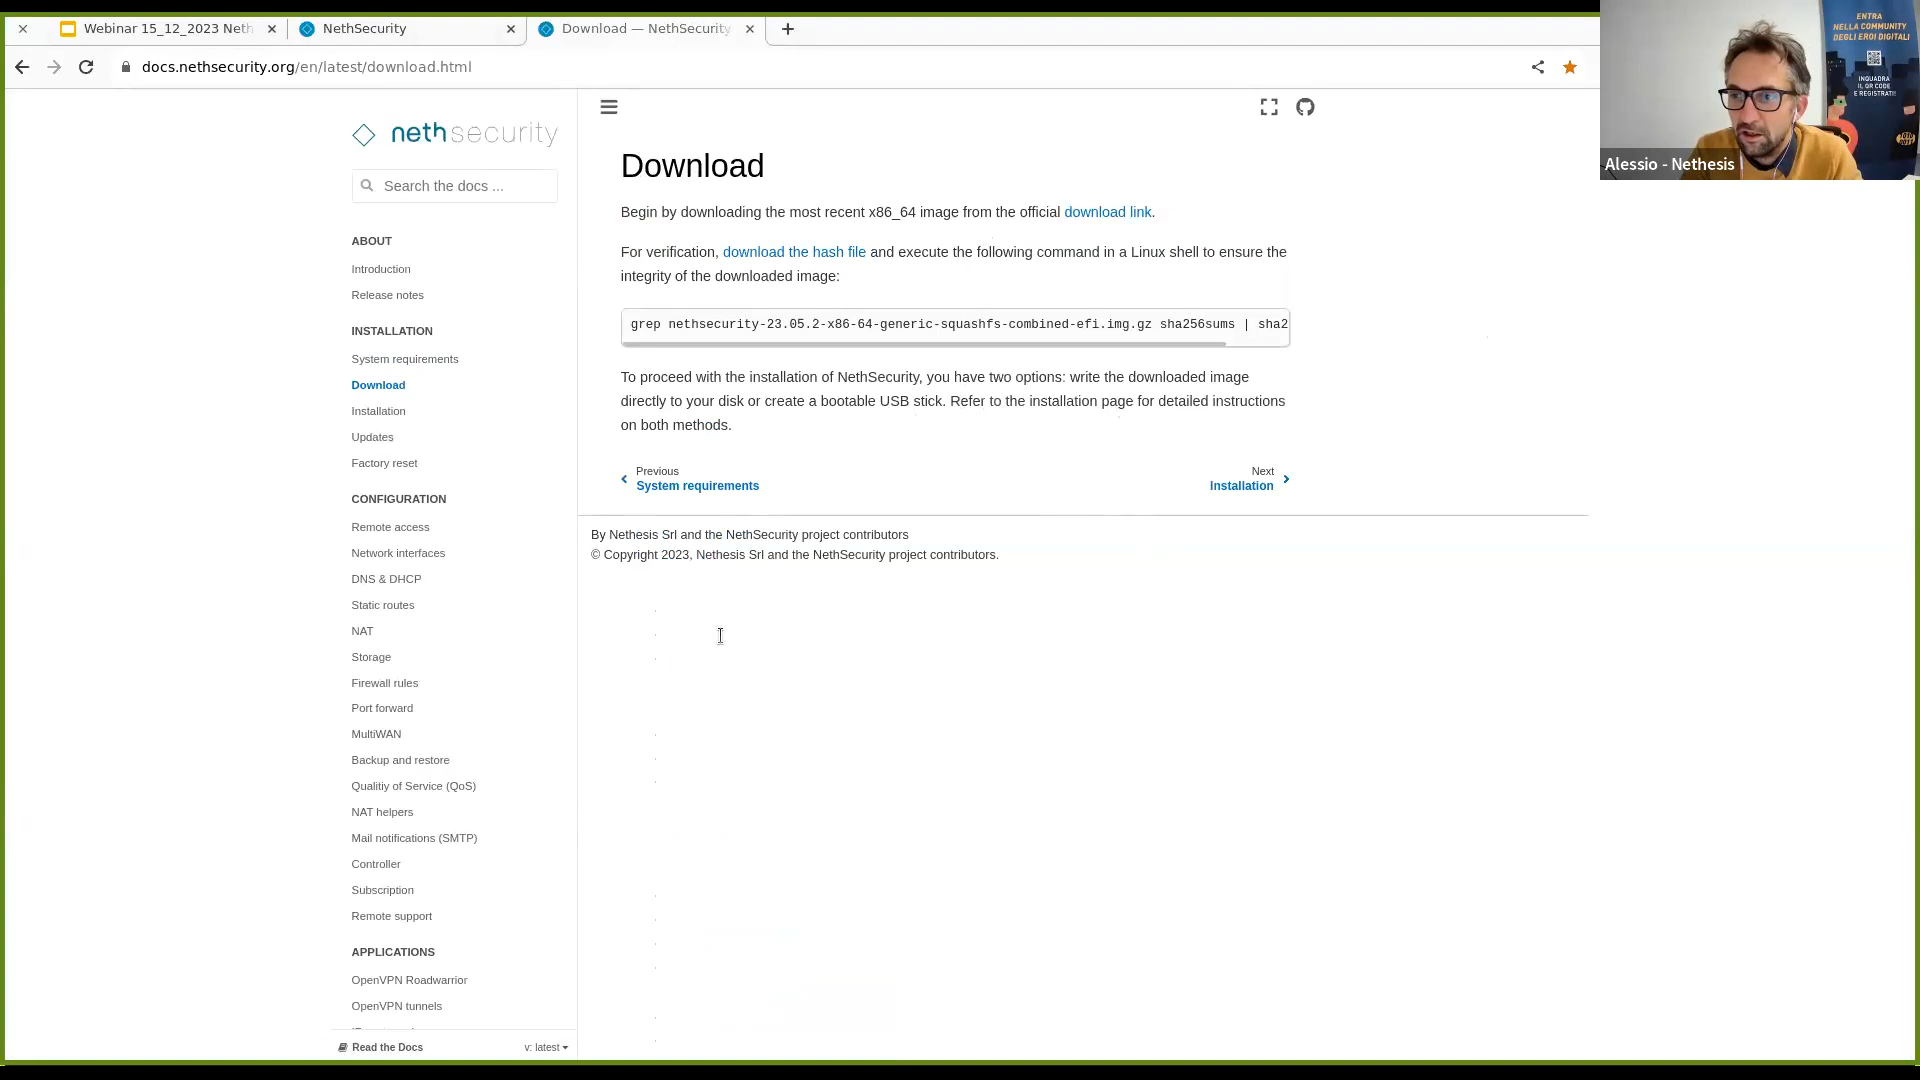 Webinar 15_12_2023 Neth
NethSecurity
Download — NethSecurity
docs.nethsecurity.org/en/latest/download.html
ENTRA
NELLA COMMUNITY
DEGLI EROI DIGITALI
INQUADRA
IL QR CODE
E REGISTRATI!
Alessio - Nethesis
nethsecurity
Search the docs ...
ABOUT
Introduction
Release notes
INSTALLATION
System requirements
Download
Installation
Updates
Factory reset
CONFIGURATION
Remote access
Network interfaces
DNS & DHCP
Static routes
NAT
Storage
Firewall rules
Port forward
MultiWAN
Backup and restore
Qualitiy of Service (QoS)
NAT helpers
Mail notifications (SMTP)
Controller
Subscription
Remote support
APPLICATIONS
OpenVPN Roadwarrior
OpenVPN tunnels
Read the Docs
v: latest
Download
Begin by downloading the most recent x86_64 image from the official download link.
For verification, download the hash file and execute the following command in a Linux shell to ensure the
integrity of the downloaded image:
grep nethsecurity-23.05.2-x86-64-generic-squashfs-combined-efi.img.gz sha256sums | sha2
To proceed with the installation of NethSecurity, you have two options: write the downloaded image
directly to your disk or create a bootable USB stick. Refer to the installation page for detailed instructions
on both methods.
Previous
System requirements
Next
Installation
By Nethesis Srl and the NethSecurity project contributors
© Copyright 2023, Nethesis Srl and the NethSecurity project contributors.